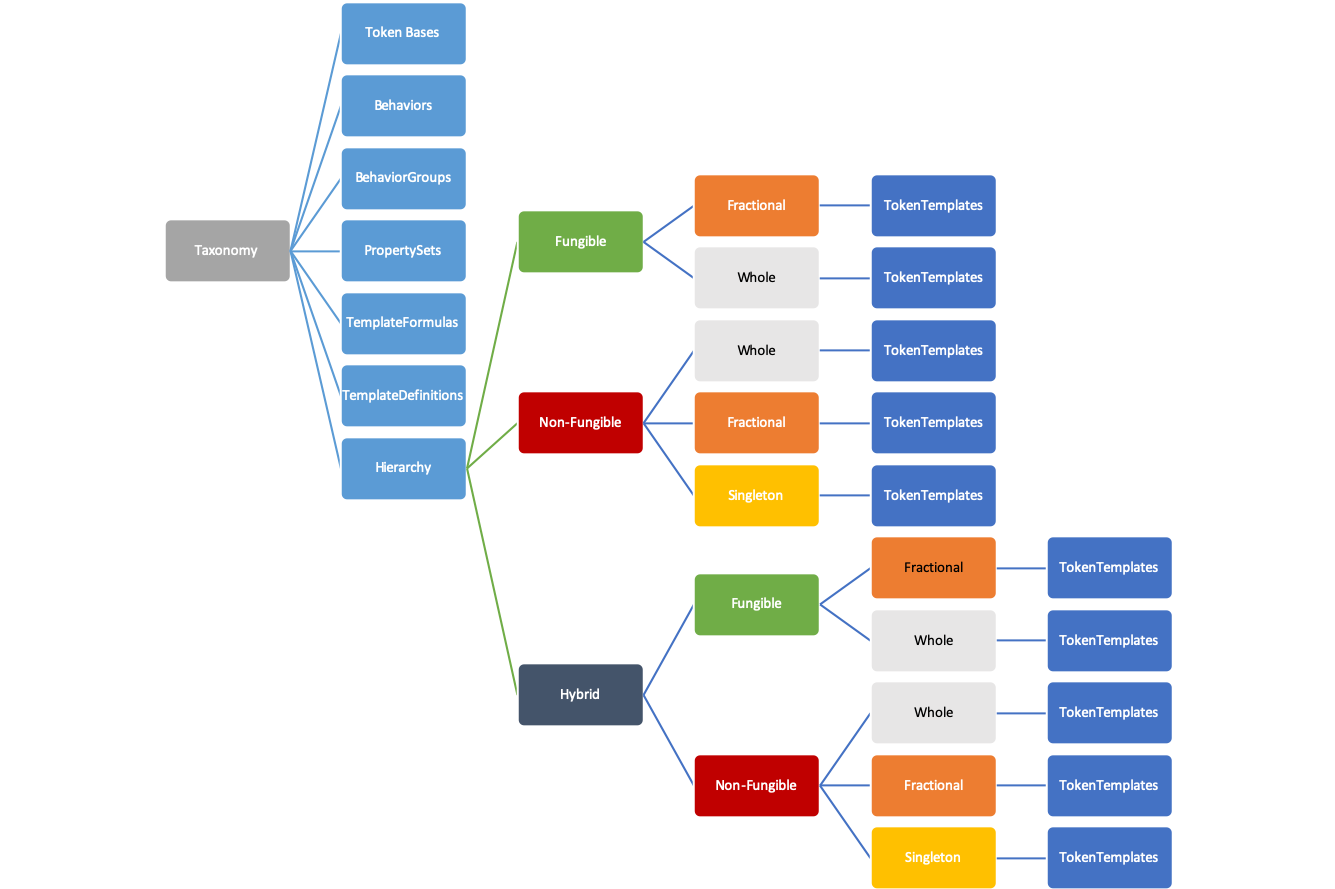 Token Bases
Behaviors
BehaviorGroups
Taxonomy
PropertySets
TemplateFormulas
TemplateDefinitions
Hierarchy
Fungible
Fractional
TokenTemplates
Whole
TokenTemplates
Non-Fungible
Whole
TokenTemplates
Fractional
TokenTemplates
Singleton
TokenTemplates
Hybrid
Fungible
Fractional
TokenTemplates
Whole
TokenTemplates
Non-Fungible
Whole
TokenTemplates
Fractional
TokenTemplates
Singleton
TokenTemplates